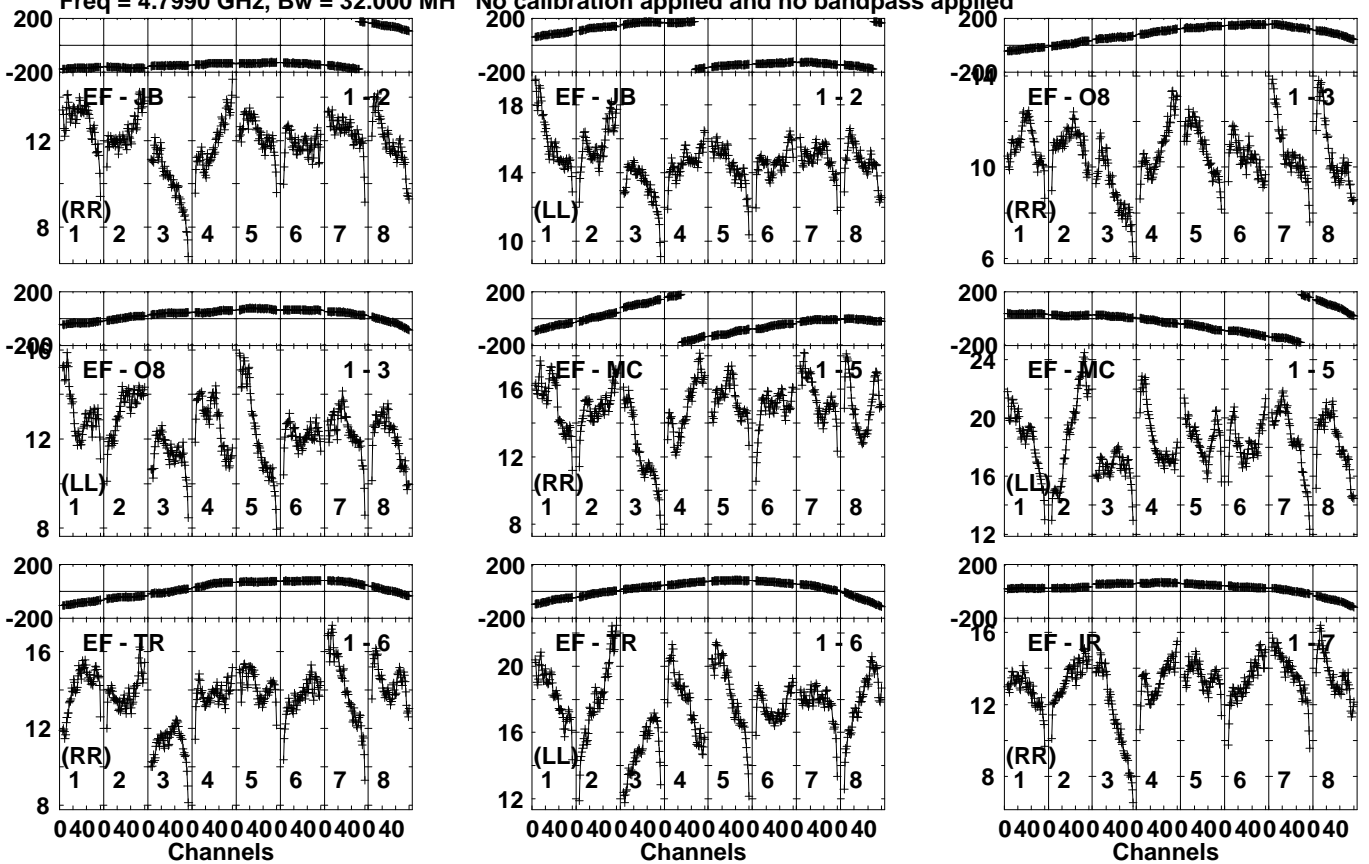 Freq = 4.7990 GHz, Bw = 32.000 MH No calibration applied and no bandpass applied
200 200 200
-200 -200 -200
14
EF - JB 1 - 2 EF - JB 1 - 2 EF - O8 1 - 3
18
12 14 10
(RR) (LL) (RR)
1 2 3 4 5 6 7 8 1 2 3 4 5 6 7 8 1 2 3 4 5 6 7 8
8 10 6
200 200 200
-200 -200 -200
16
EF - O8 1 - 3 EF - MC 1 - 5 EF - MC 1 - 5
24
16 20
12 12 16
(LL) (RR) (LL)
1 2 3 4 5 6 7 8 1 2 3 4 5 6 7 8 1 2 3 4 5 6 7 8
8 8 12
200 200 200
-200 -200 -200
16
EF - TR 1 - 6 EF - TR 1 - 6 EF - IR 1 - 7
16 20
12 16 12
(RR) (LL) (RR)
1 2 3 4 5 6 7 8 1 2 3 4 5 6 7 8 1 2 3 4 5 6 7 8
8 12 8
0 40 0 40 0 40 0 40 0 40 0 40 0 40 0 40 0 40 0 40 0 40 0 40 0 40 0 40 0 40 0 40 0 40 0 40 0 40 0 40 0 40 0 40 0 40 0 40
Channels Channels Channels